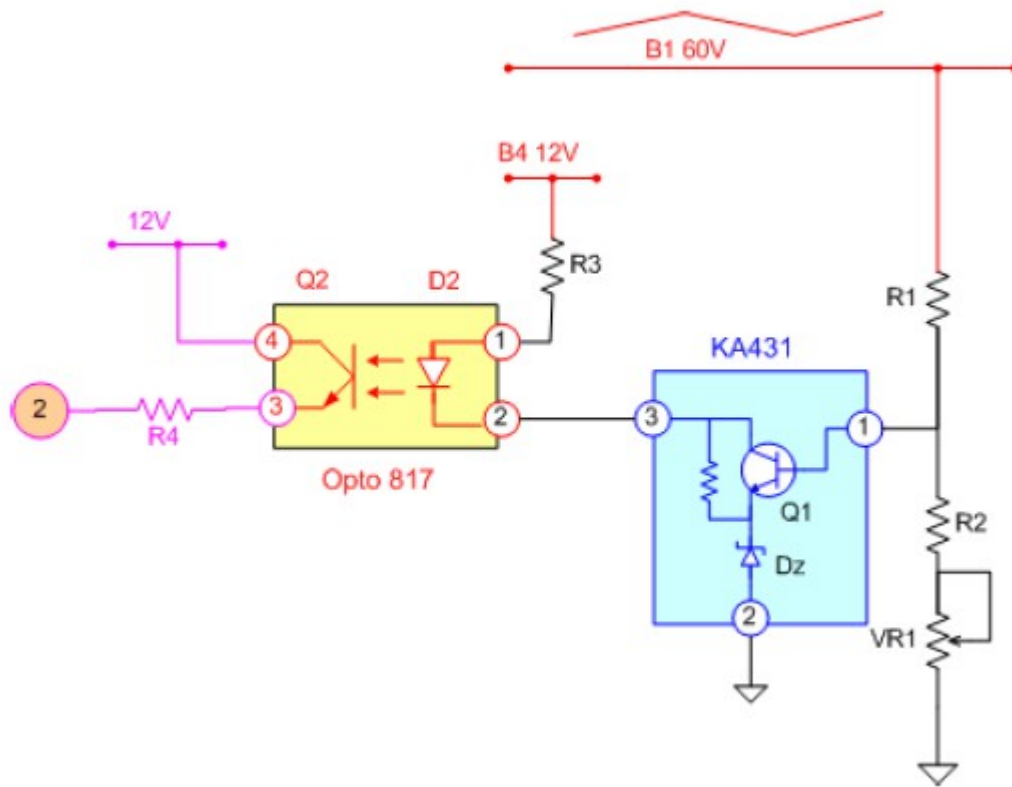 B1 60V
B4 12V
12V
R3
R1
Q2 D2
4
1
KA431
2
R4
3
2
3
1
Opto 817
Q1
R2
Dz
2
VR1